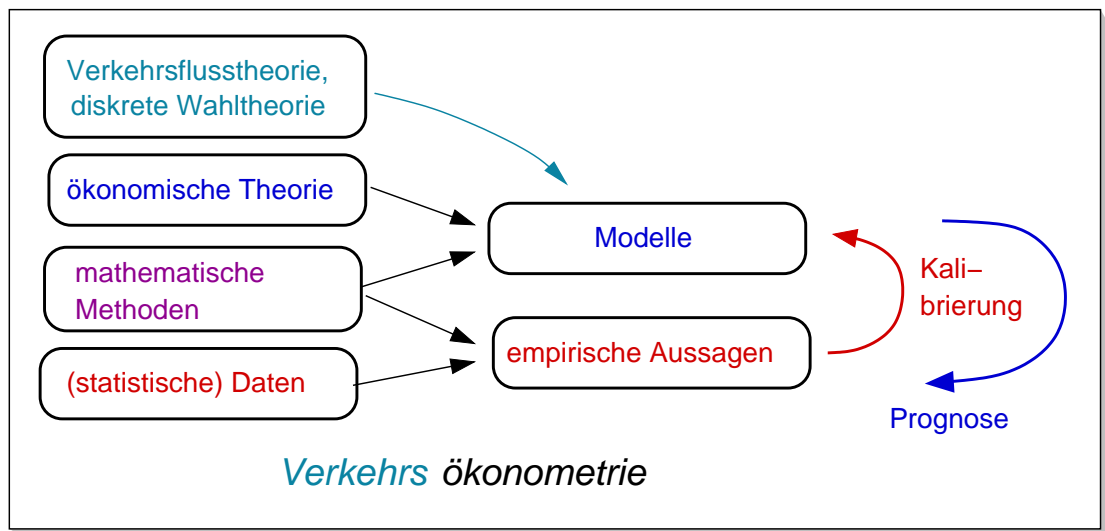 Verkehrsflusstheorie,
diskrete Wahltheorie
ökonomische Theorie
mathematische
Methoden
(statistische) Daten
Modelle
empirische Aussagen
Kali–
brierung
Prognose
Verkehrs ökonometrie